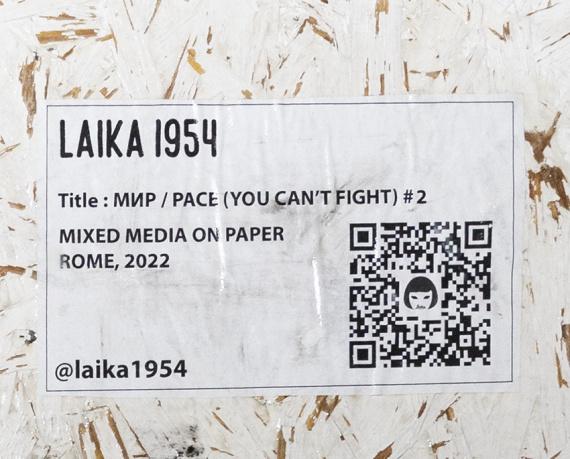 LAIKA 1954
Title : МИР / PACE (YOU CAN'T FIGHT) #2
MIXED MEDIA ON PAPER
ROME, 2022
@laika1954